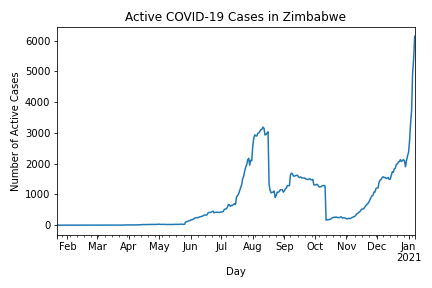 Active COVID-19 Cases in Zimbabwe
6000
5000
4000
3000
2000
1000
0
Number of Active Cases
Feb Mar Apr May Jun Jul Aug Sep Oct Nov Dec Jan
2021
Day